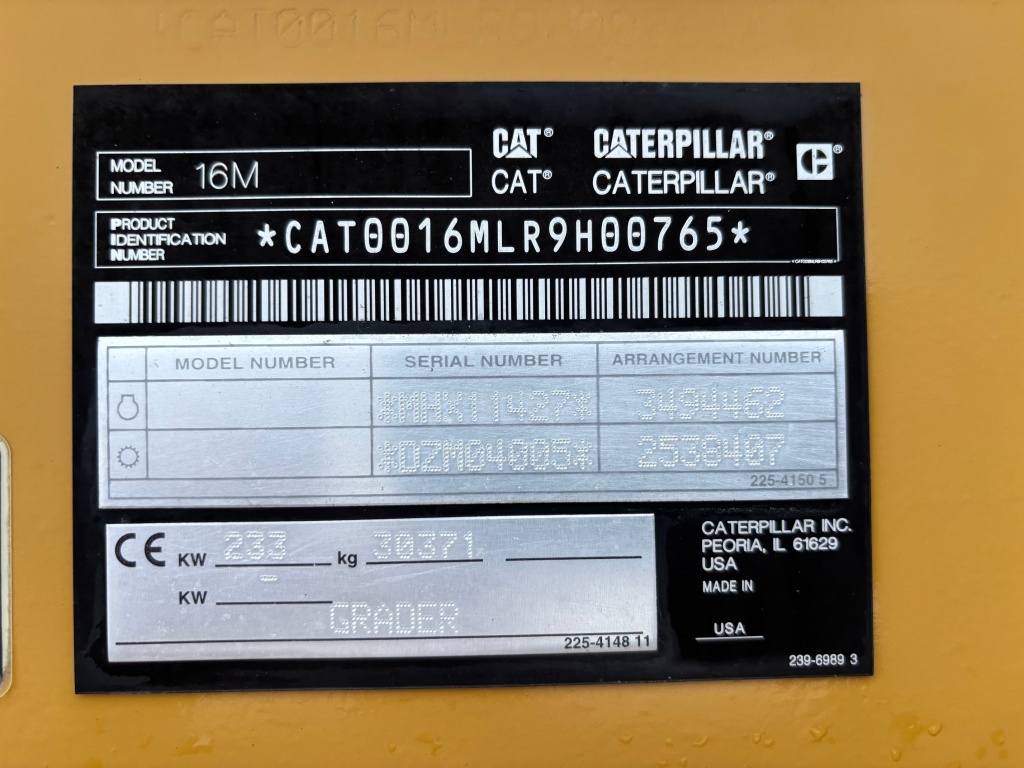 MODEL NUMBER 16M
CAT® CATERPILLAR®
CAT® CATERPILLAR®
PRODUCT IDENTIFICATION NUMBER *CAT0016MLR9H00765*
MODEL NUMBER SERIAL NUMBER ARRANGEMENT NUMBER
*MHX11427* 3494462
*DZM04005* 2538407
225-4150 5
CE KW 233 kg 30371
KW -
GRADER
225-4148 11
CATERPILLAR INC.
PEORIA, IL 61629
USA
MADE IN
USA
239-6989 3